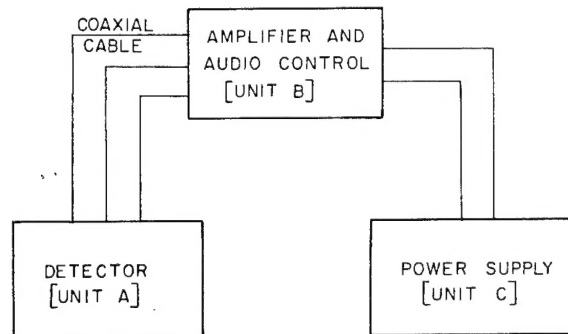 COAXIAL
CABLE
AMPLIFIER AND
AUDIO CONTROL
[UNIT B]
DETECTOR
[UNIT A]
POWER SUPPLY
[UNIT C]